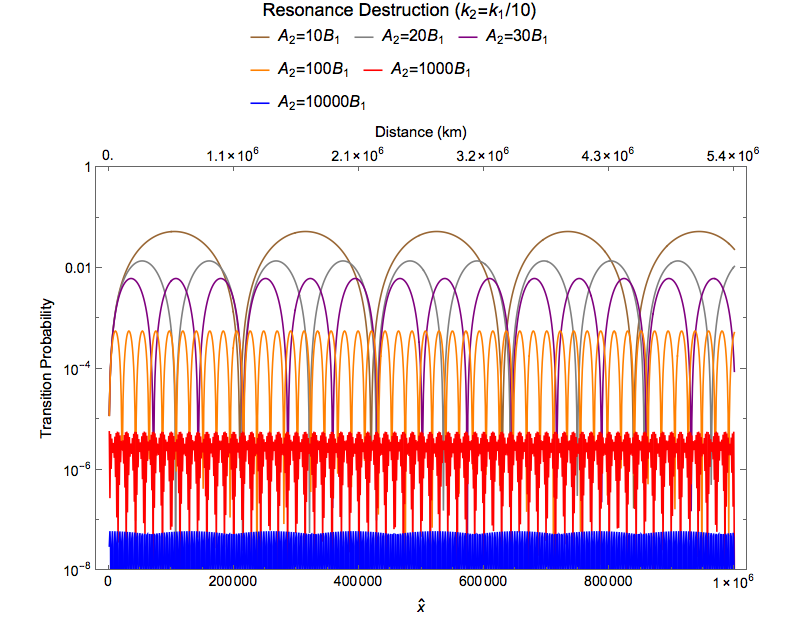 Resonance Destruction (k₂=k₁/10)
A₂=10B₁ A₂=20B₁ A₂=30B₁
A₂=100B₁ A₂=1000B₁
A₂=10000B₁
Distance (km)
0. 1.1×10⁶ 2.1×10⁶ 3.2×10⁶ 4.3×10⁶ 5.4×10⁶
1
0.01
10⁻⁴
10⁻⁶
10⁻⁸
Transition Probability
0 200000 400000 600000 800000 1×10⁶
x̂